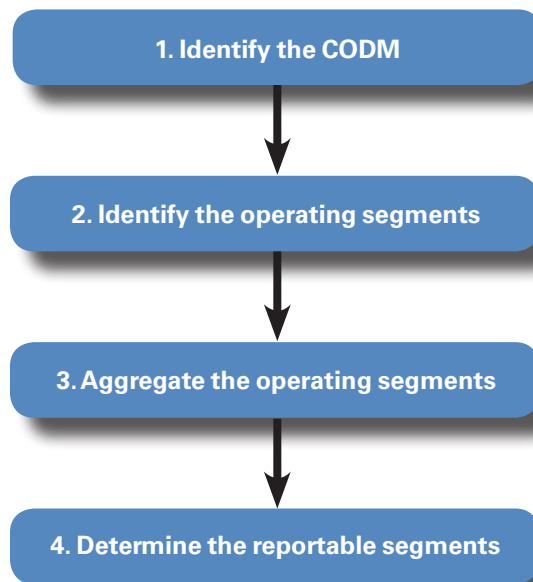 1. Identify the CODM
2. Identify the operating segments
3. Aggregate the operating segments
4. Determine the reportable segments